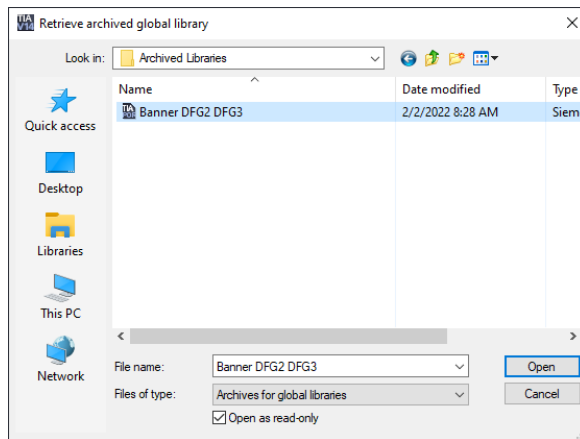 Retrieve archived global library
Look in: Archived Libraries
Name Date modified Type
Banner DFG2 DFG3 2/2/2022 8:28 AM Siem
Quick access
Desktop
Libraries
This PC
Network
File name: Banner DFG2 DFG3 Open
Files of type: Archives for global libraries Cancel
Open as read-only